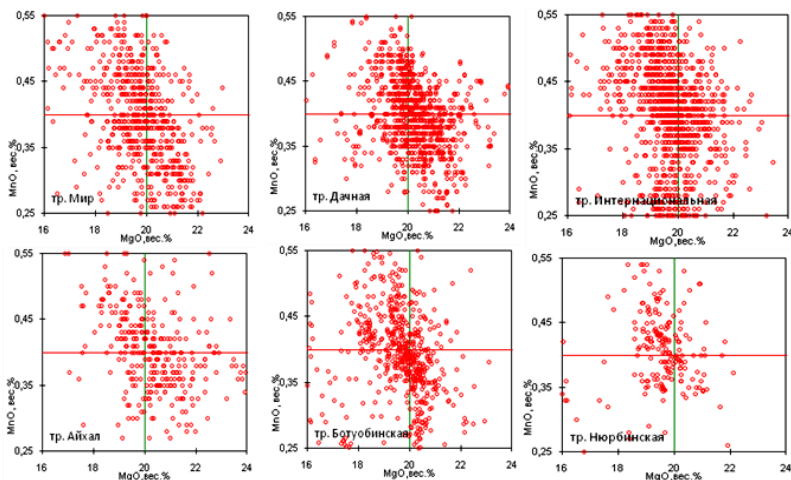 0,55
0,45
0,35
0,25
MnO, вес.%
тр. Мир
16 18 20 22 24
MgO,вес.%
0,55
0,45
0,35
0,25
MnO, вес.%
тр. Дачная
16 18 20 22 24
MgO,вес.%
0,55
0,45
0,35
0,25
MnO, вес.%
тр. Интернациональная
16 18 20 22 24
MgO,вес.%
0,55
0,45
0,35
0,25
MnO, вес.%
тр. Айхал
16 18 20 22 24
MgO,вес.%
0,55
0,45
0,35
0,25
MnO, вес.%
тр. Ботуобинская
16 18 20 22 24
MgO,вес.%
0,55
0,45
0,35
0,25
MnO, вес.%
тр. Нюрбинская
16 18 20 22 24
MgO,вес.%